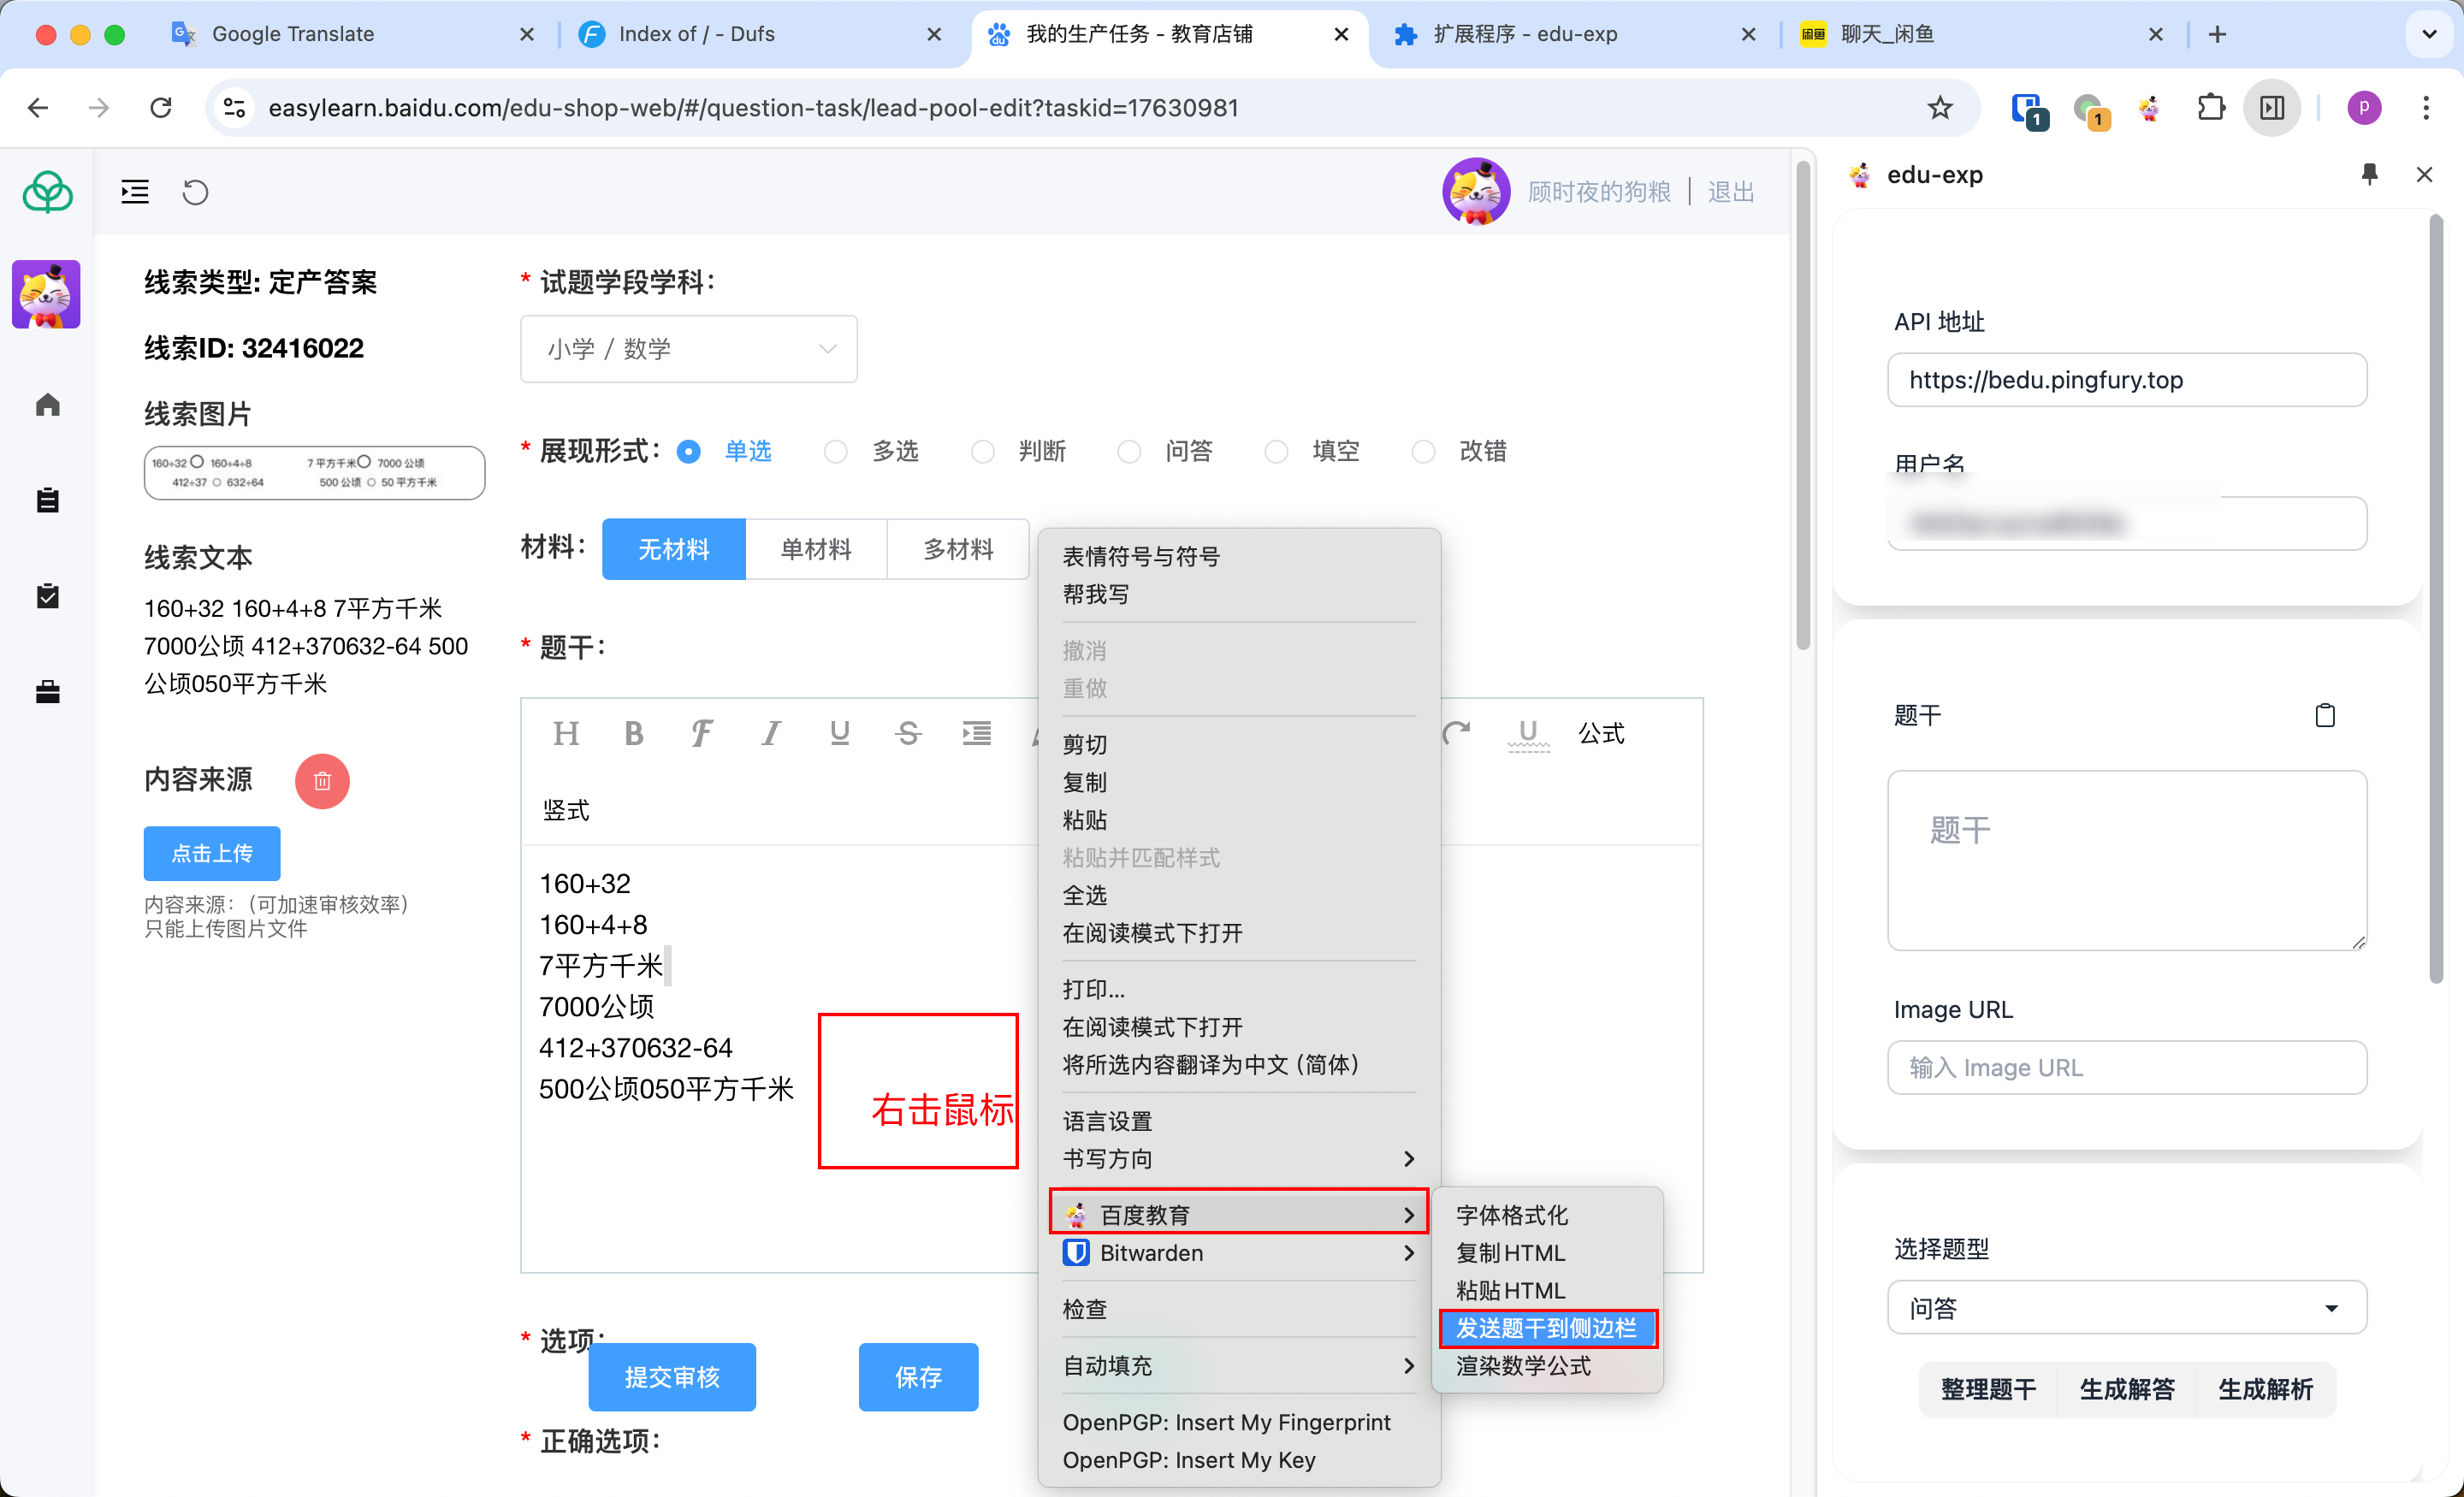 Google Translate
Index of / - Dufs
我的生产任务 - 教育店铺
扩展程序 - edu-exp
闲鱼
聊天_闲鱼
easylearn.baidu.com/edu-shop-web/#/question-task/lead-pool-edit?taskid=17630981
1
1
p
顾时夜的狗粮
退出
线索类型: 定产答案
线索ID: 32416022
线索图片
160÷32 160÷4÷8 7 平方千米 7000 公顷
412÷37 632÷64 500 公顷 50 平方千米
线索文本
160+32 160+4+8 7平方千米
7000公顷 412+370632-64 500
公顷050平方千米
内容来源
点击上传
内容来源:（可加速审核效率）
只能上传图片文件
* 试题学段学科:
小学 / 数学
* 展现形式: 单选 多选 判断 问答 填空 改错
材料: 无材料 单材料 多材料
* 题干:
H B F I U S U 公式
竖式
160+32
160+4+8
7平方千米
7000公顷
412+370632-64
500公顷050平方千米
右击鼠标
* 选项:
提交审核 保存
* 正确选项:
表情符号与符号
帮我写
撤消
重做
剪切
复制
粘贴
粘贴并匹配样式
全选
在阅读模式下打开
打印...
在阅读模式下打开
将所选内容翻译为中文 (简体)
语言设置
书写方向
百度教育
Bitwarden
检查
自动填充
OpenPGP: Insert My Fingerprint
OpenPGP: Insert My Key
字体格式化
复制HTML
粘贴HTML
发送题干到侧边栏
渲染数学公式
edu-exp
API 地址
https://bedu.pingfury.top
用户名
题干
题干
Image URL
输入 Image URL
选择题型
问答
整理题干 生成解答 生成解析